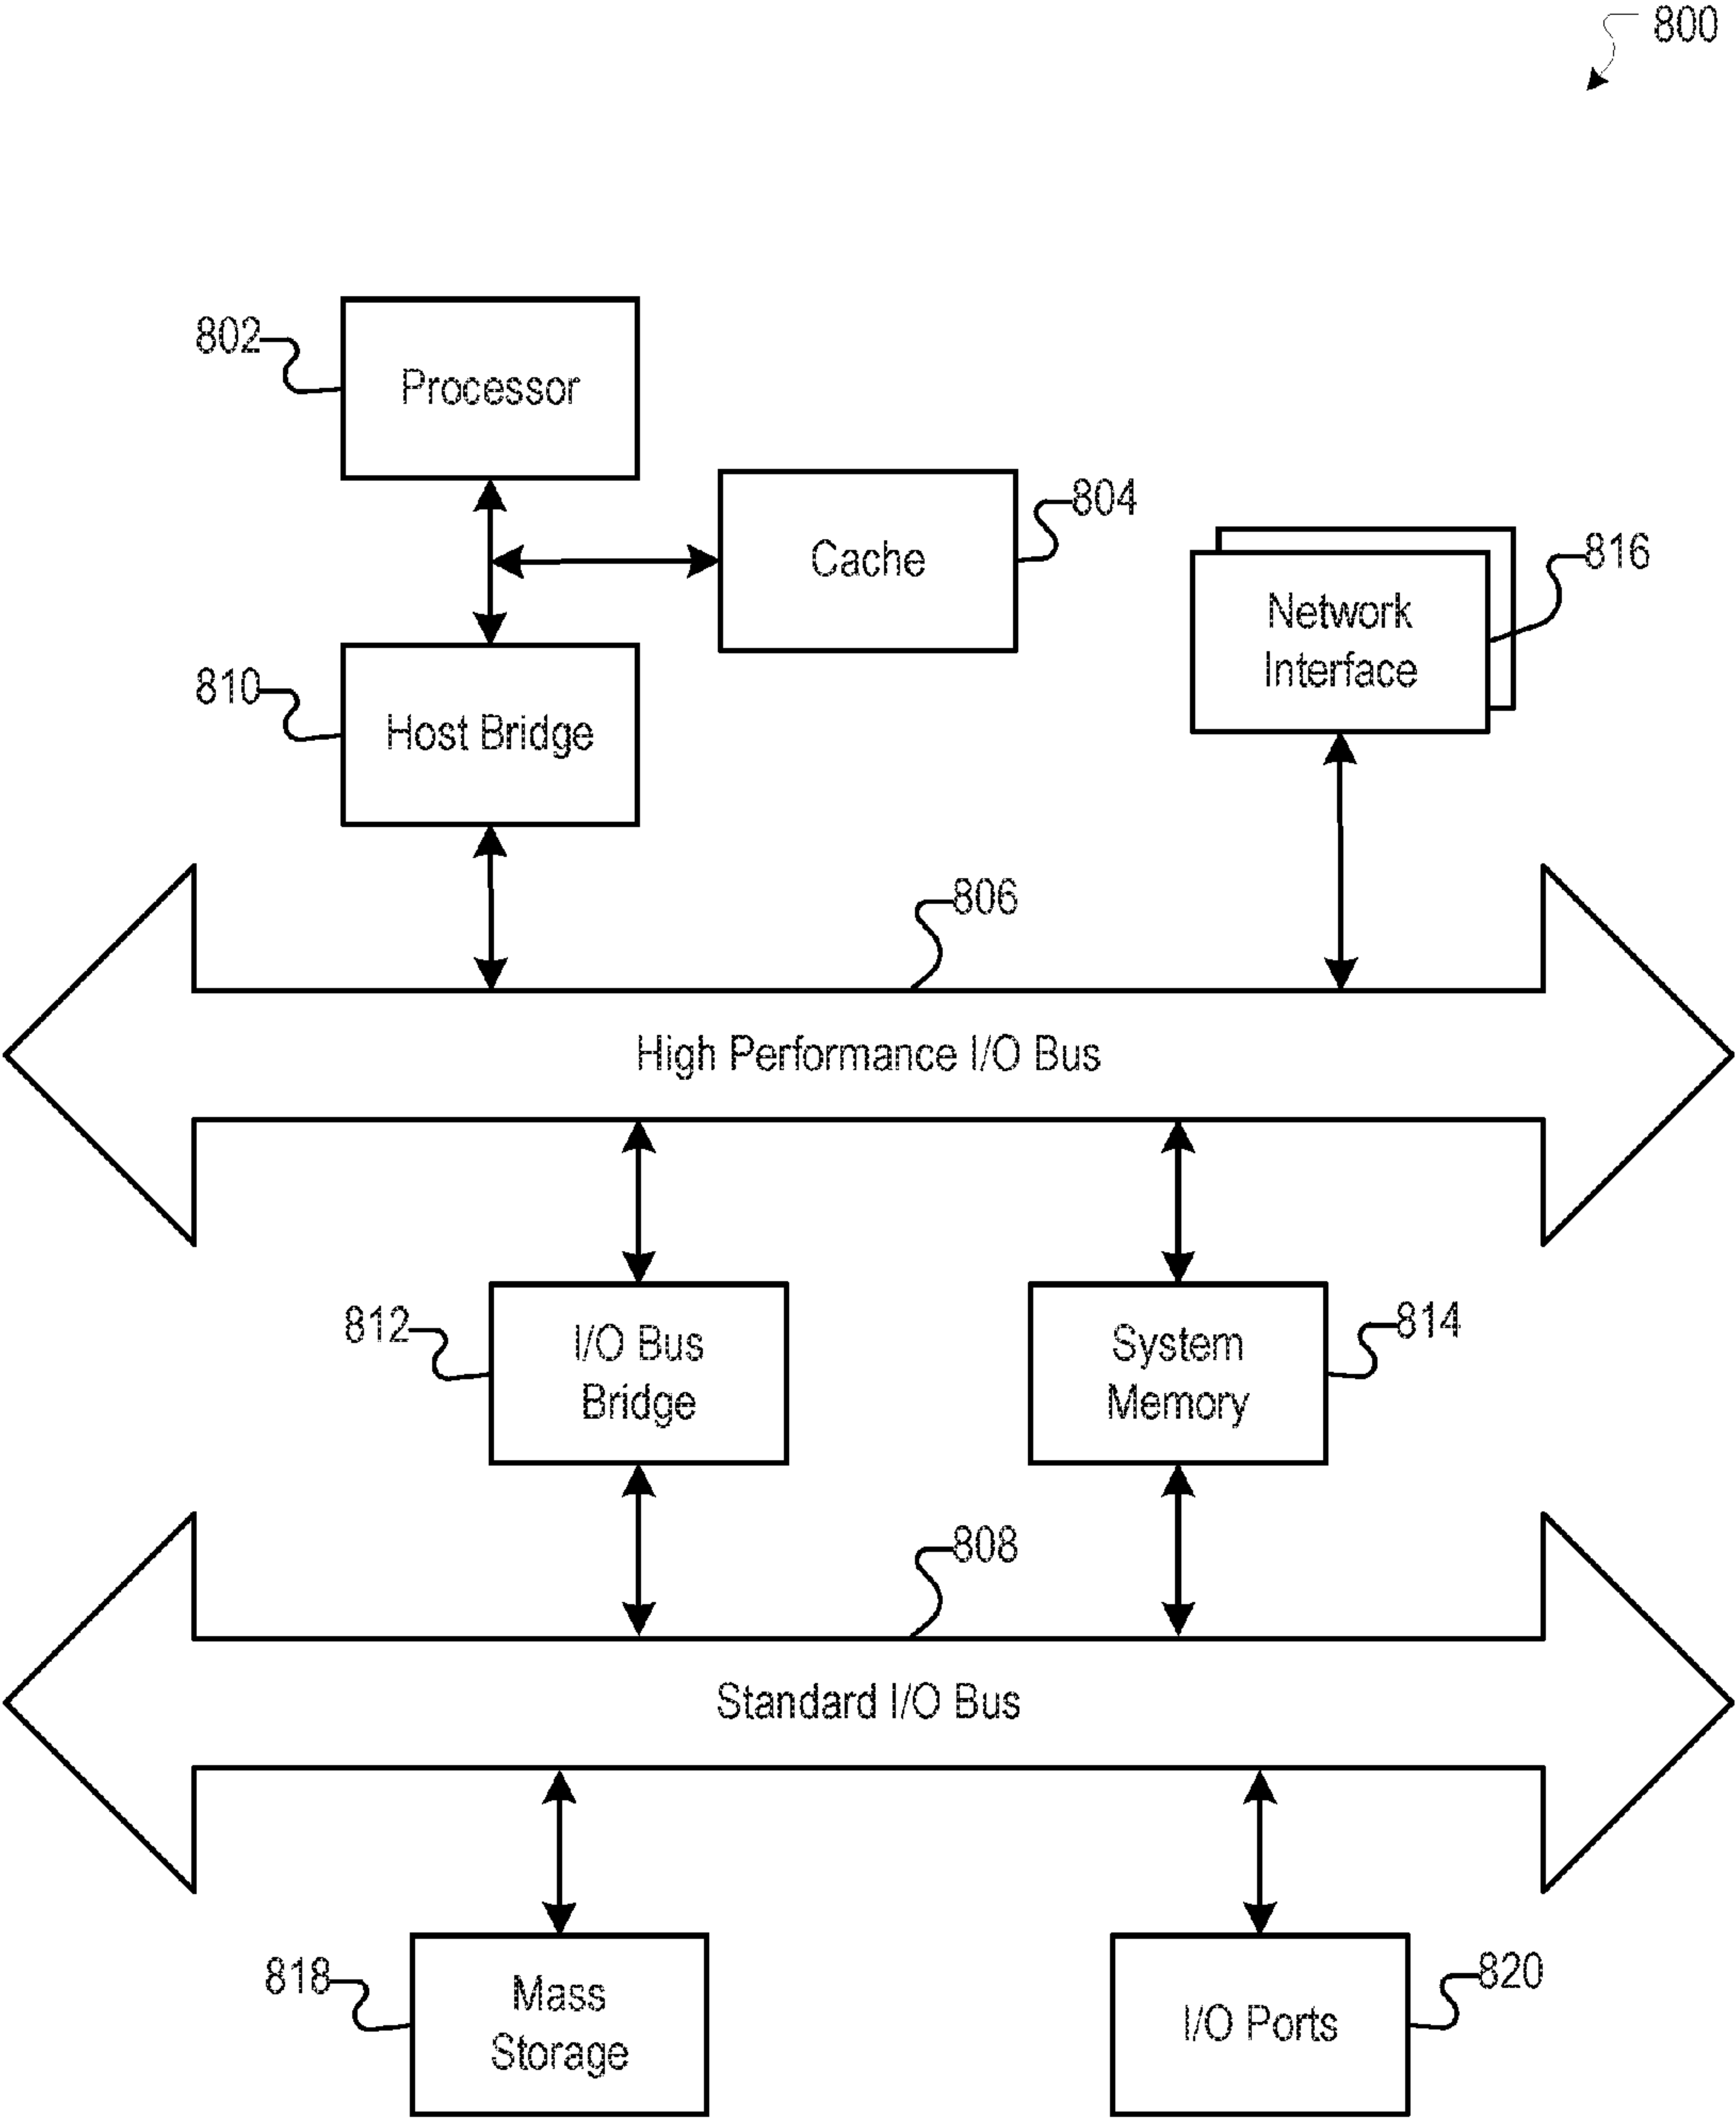 800
802
Processor
804
Cache
816
Network
Interface
810
Host Bridge
806
High Performance I/O Bus
812
I/O Bus
Bridge
814
System
Memory
808
Standard I/O Bus
818
Mass
Storage
820
I/O Ports